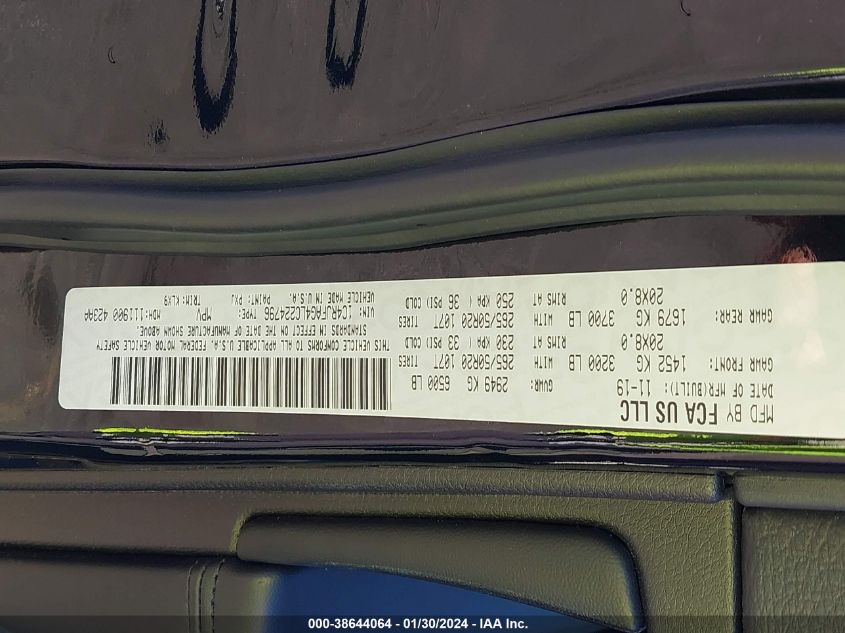 MFD BY FCA US LLC
DATE OF MFR(BUILT): 11-19 GVWR: 2949 KG 6500 LB
GAWR FRONT: 1452 KG 3200 LB WITH 265/50R20 107T TIRES
20X8.0 RIMS AT 230 KPA ( 33 PSI) COLD
GAWR REAR: 1679 KG 3700 LB WITH 265/50R20 107T TIRES
20X8.0 RIMS AT 250 KPA ( 36 PSI) COLD
THIS VEHICLE CONFORMS TO ALL APPLICABLE U.S.A. FEDERAL MOTOR VEHICLE SAFETY
STANDARDS IN EFFECT ON THE DATE OF MANUFACTURE SHOWN ABOVE.
VIN: 1C4RJFAG4LC224796 TYPE: MPV MDH:111900 423AA
VEHICLE MADE IN U.S.A. PAINT: PXJ TRIM: KLX9
000-38644064 - 01/30/2024 - IAA Inc.